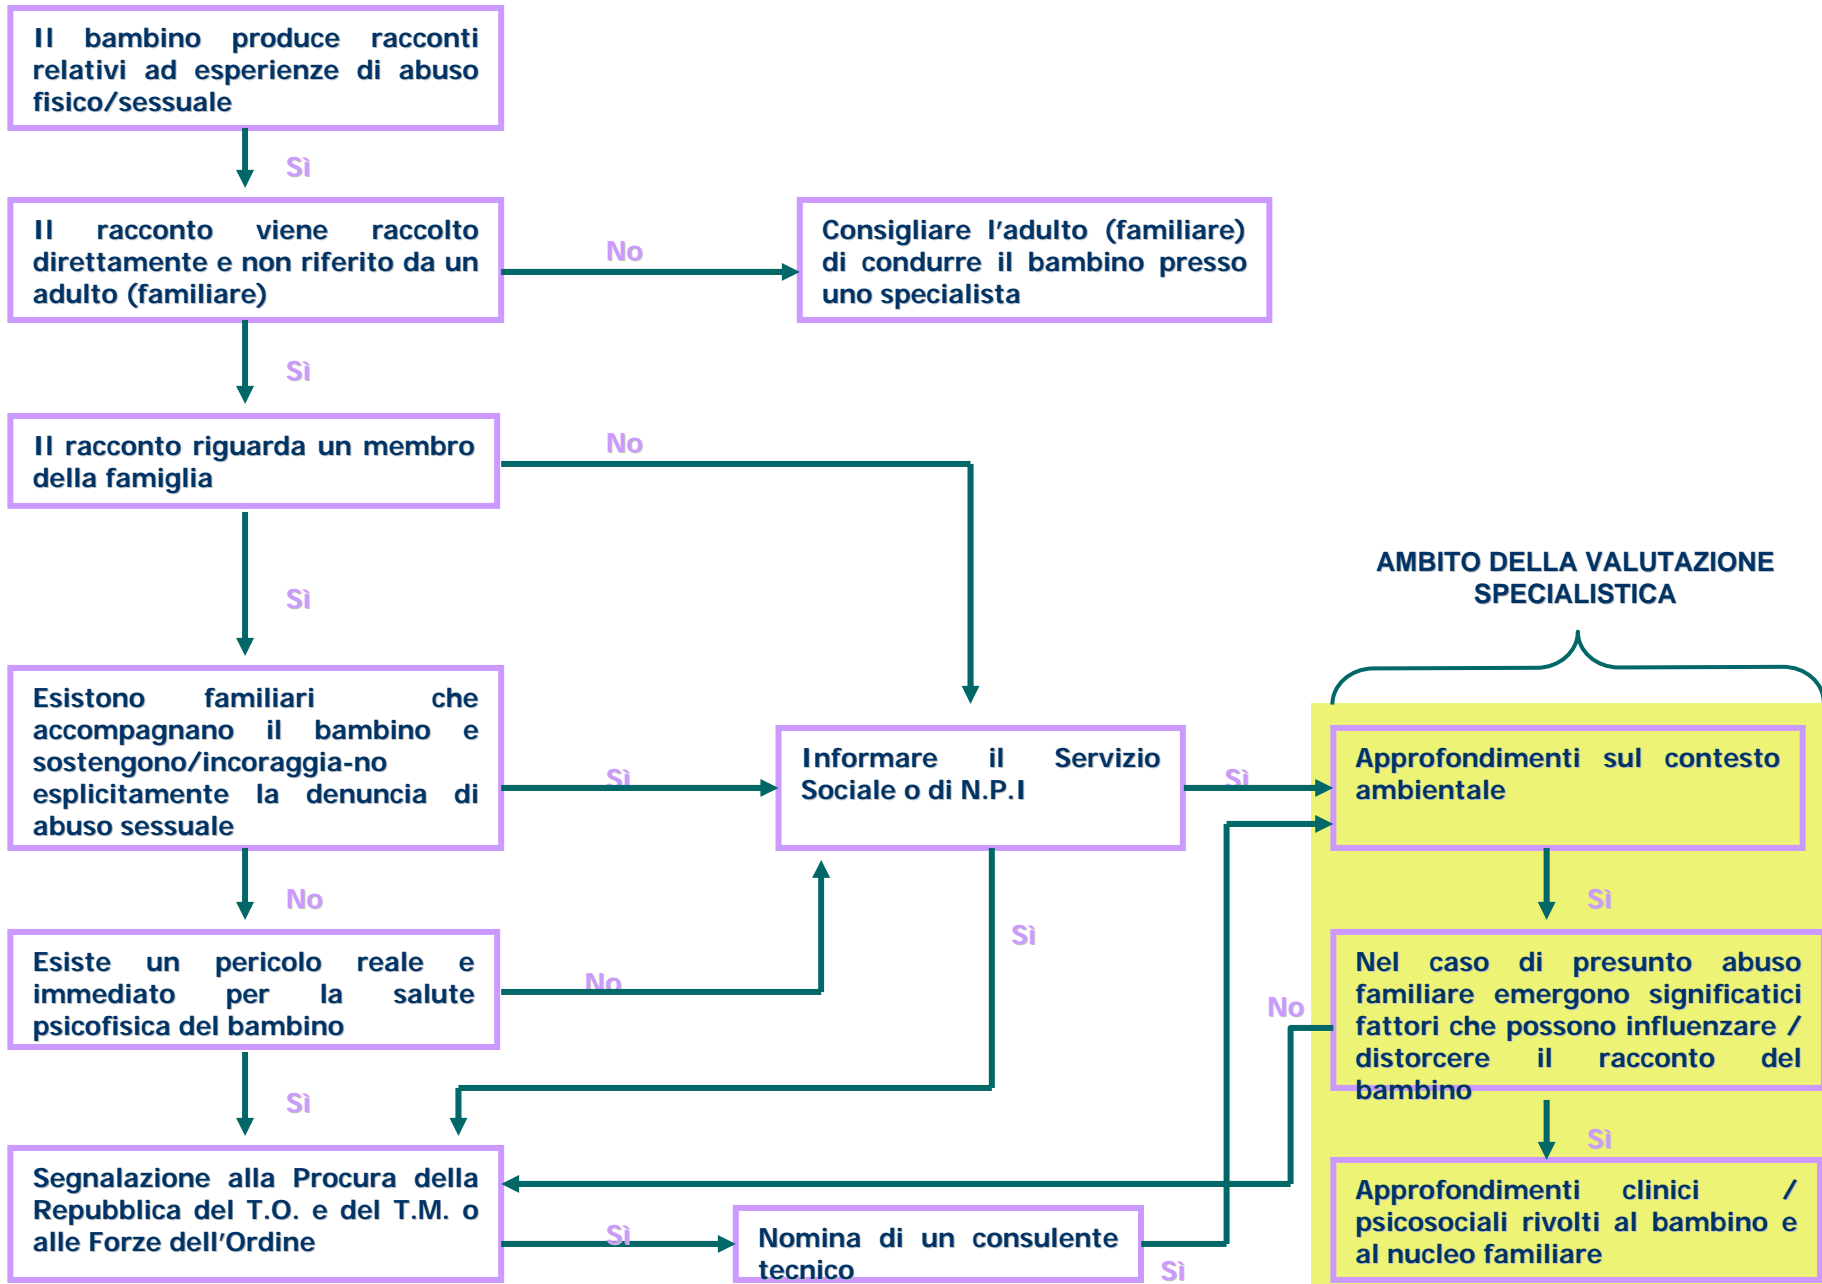 Il bambino produce racconti
relativi ad esperienze di abuso
fisico/sessuale
Sì
Il racconto viene raccolto
direttamente e non riferito da un
adulto (familiare)
No
Consigliare l'adulto (familiare)
di condurre il bambino presso
uno specialista
Sì
Il racconto riguarda un membro
della famiglia
No
Sì
AMBITO DELLA VALUTAZIONE
SPECIALISTICA
Esistono familiari che
accompagnano il bambino e
sostengono/incoraggia-no
esplicitamente la denuncia di
abuso sessuale
Sì
Informare il Servizio
Sociale o di N.P.I
Sì
Approfondimenti sul contesto
ambientale
No
Sì
Sì
Esiste un pericolo reale e
immediato per la salute
psicofisica del bambino
No
No
Nel caso di presunto abuso
familiare emergono significatici
fattori che possono influenzare /
distorcere il racconto del
bambino
Sì
Sì
Segnalazione alla Procura della
Repubblica del T.O. e del T.M. o
alle Forze dell'Ordine
Sì
Nomina di un consulente
tecnico
Sì
Approfondimenti clinici /
psicosociali rivolti al bambino e
al nucleo familiare